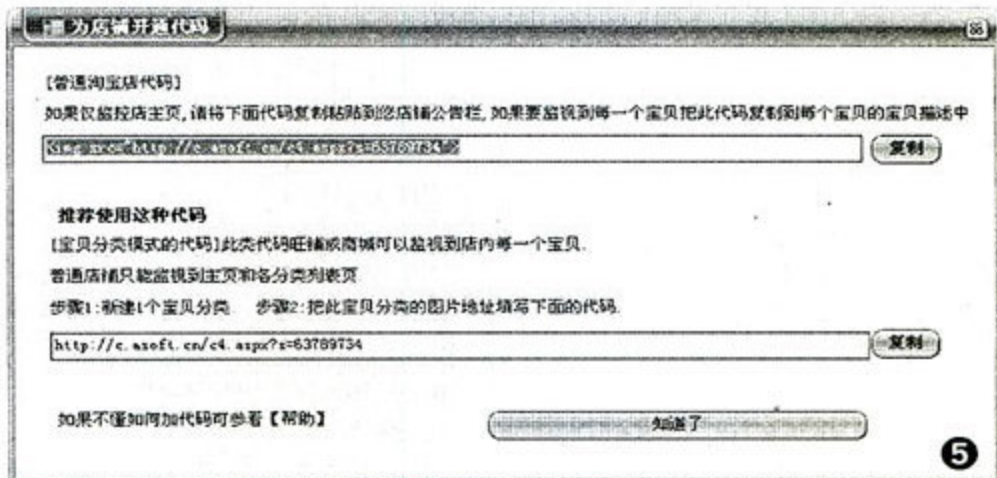 为店铺开通代码
[普通淘宝店代码]
如果仅监控店主页,请将下面代码复制粘贴到您店铺公告栏,如果要监视到每一个宝贝把此代码复制到每个宝贝的宝贝描述中
复制
推荐使用这种代码
[宝贝分类模式的代码]此类代码旺铺或商城可以监视到店内每一个宝贝.
普通店铺只能监视到主页和各分类列表页
步骤1:新建1个宝贝分类. 步骤2:把此宝贝分类的图片地址填写下面的代码.
http://c.asoft.cn/c4.aspx?s=63789734
复制
如果不懂如何加代码可参看【帮助】
知道了
5